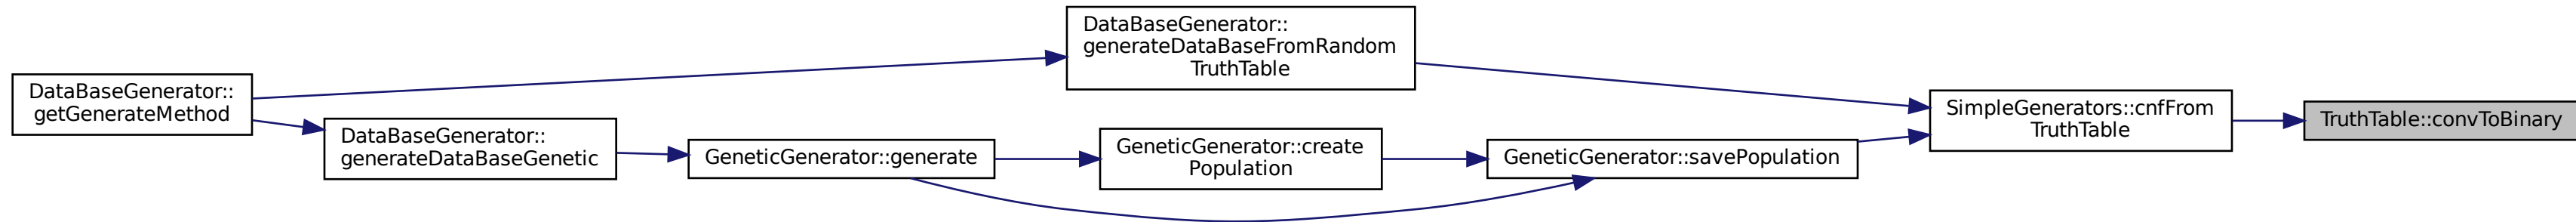 DataBaseGenerator::
getGenerateMethod
DataBaseGenerator::
generateDataBaseGenetic
GeneticGenerator::generate
DataBaseGenerator::
generateDataBaseFromRandom
TruthTable
GeneticGenerator::create
Population
GeneticGenerator::savePopulation
SimpleGenerators::cnfFrom
TruthTable
TruthTable::convToBinary